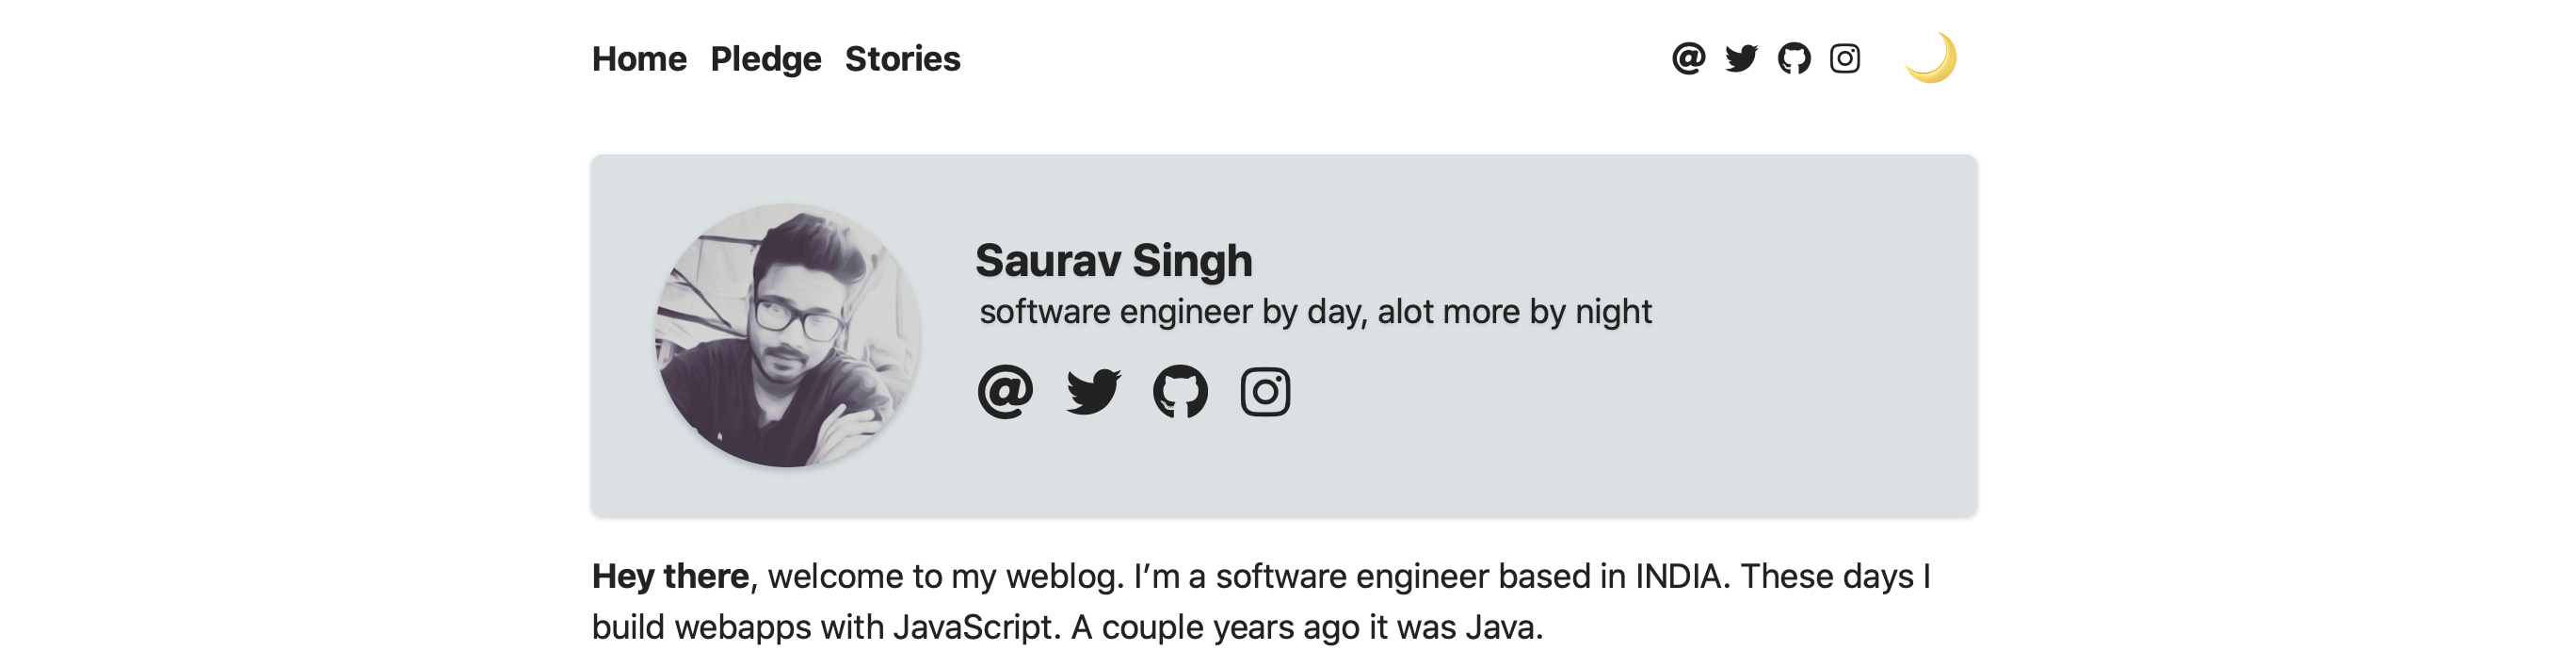 Home Pledge Stories
Saurav Singh
software engineer by day, alot more by night
Hey there, welcome to my weblog. I’m a software engineer based in INDIA. These days I
build webapps with JavaScript. A couple years ago it was Java.